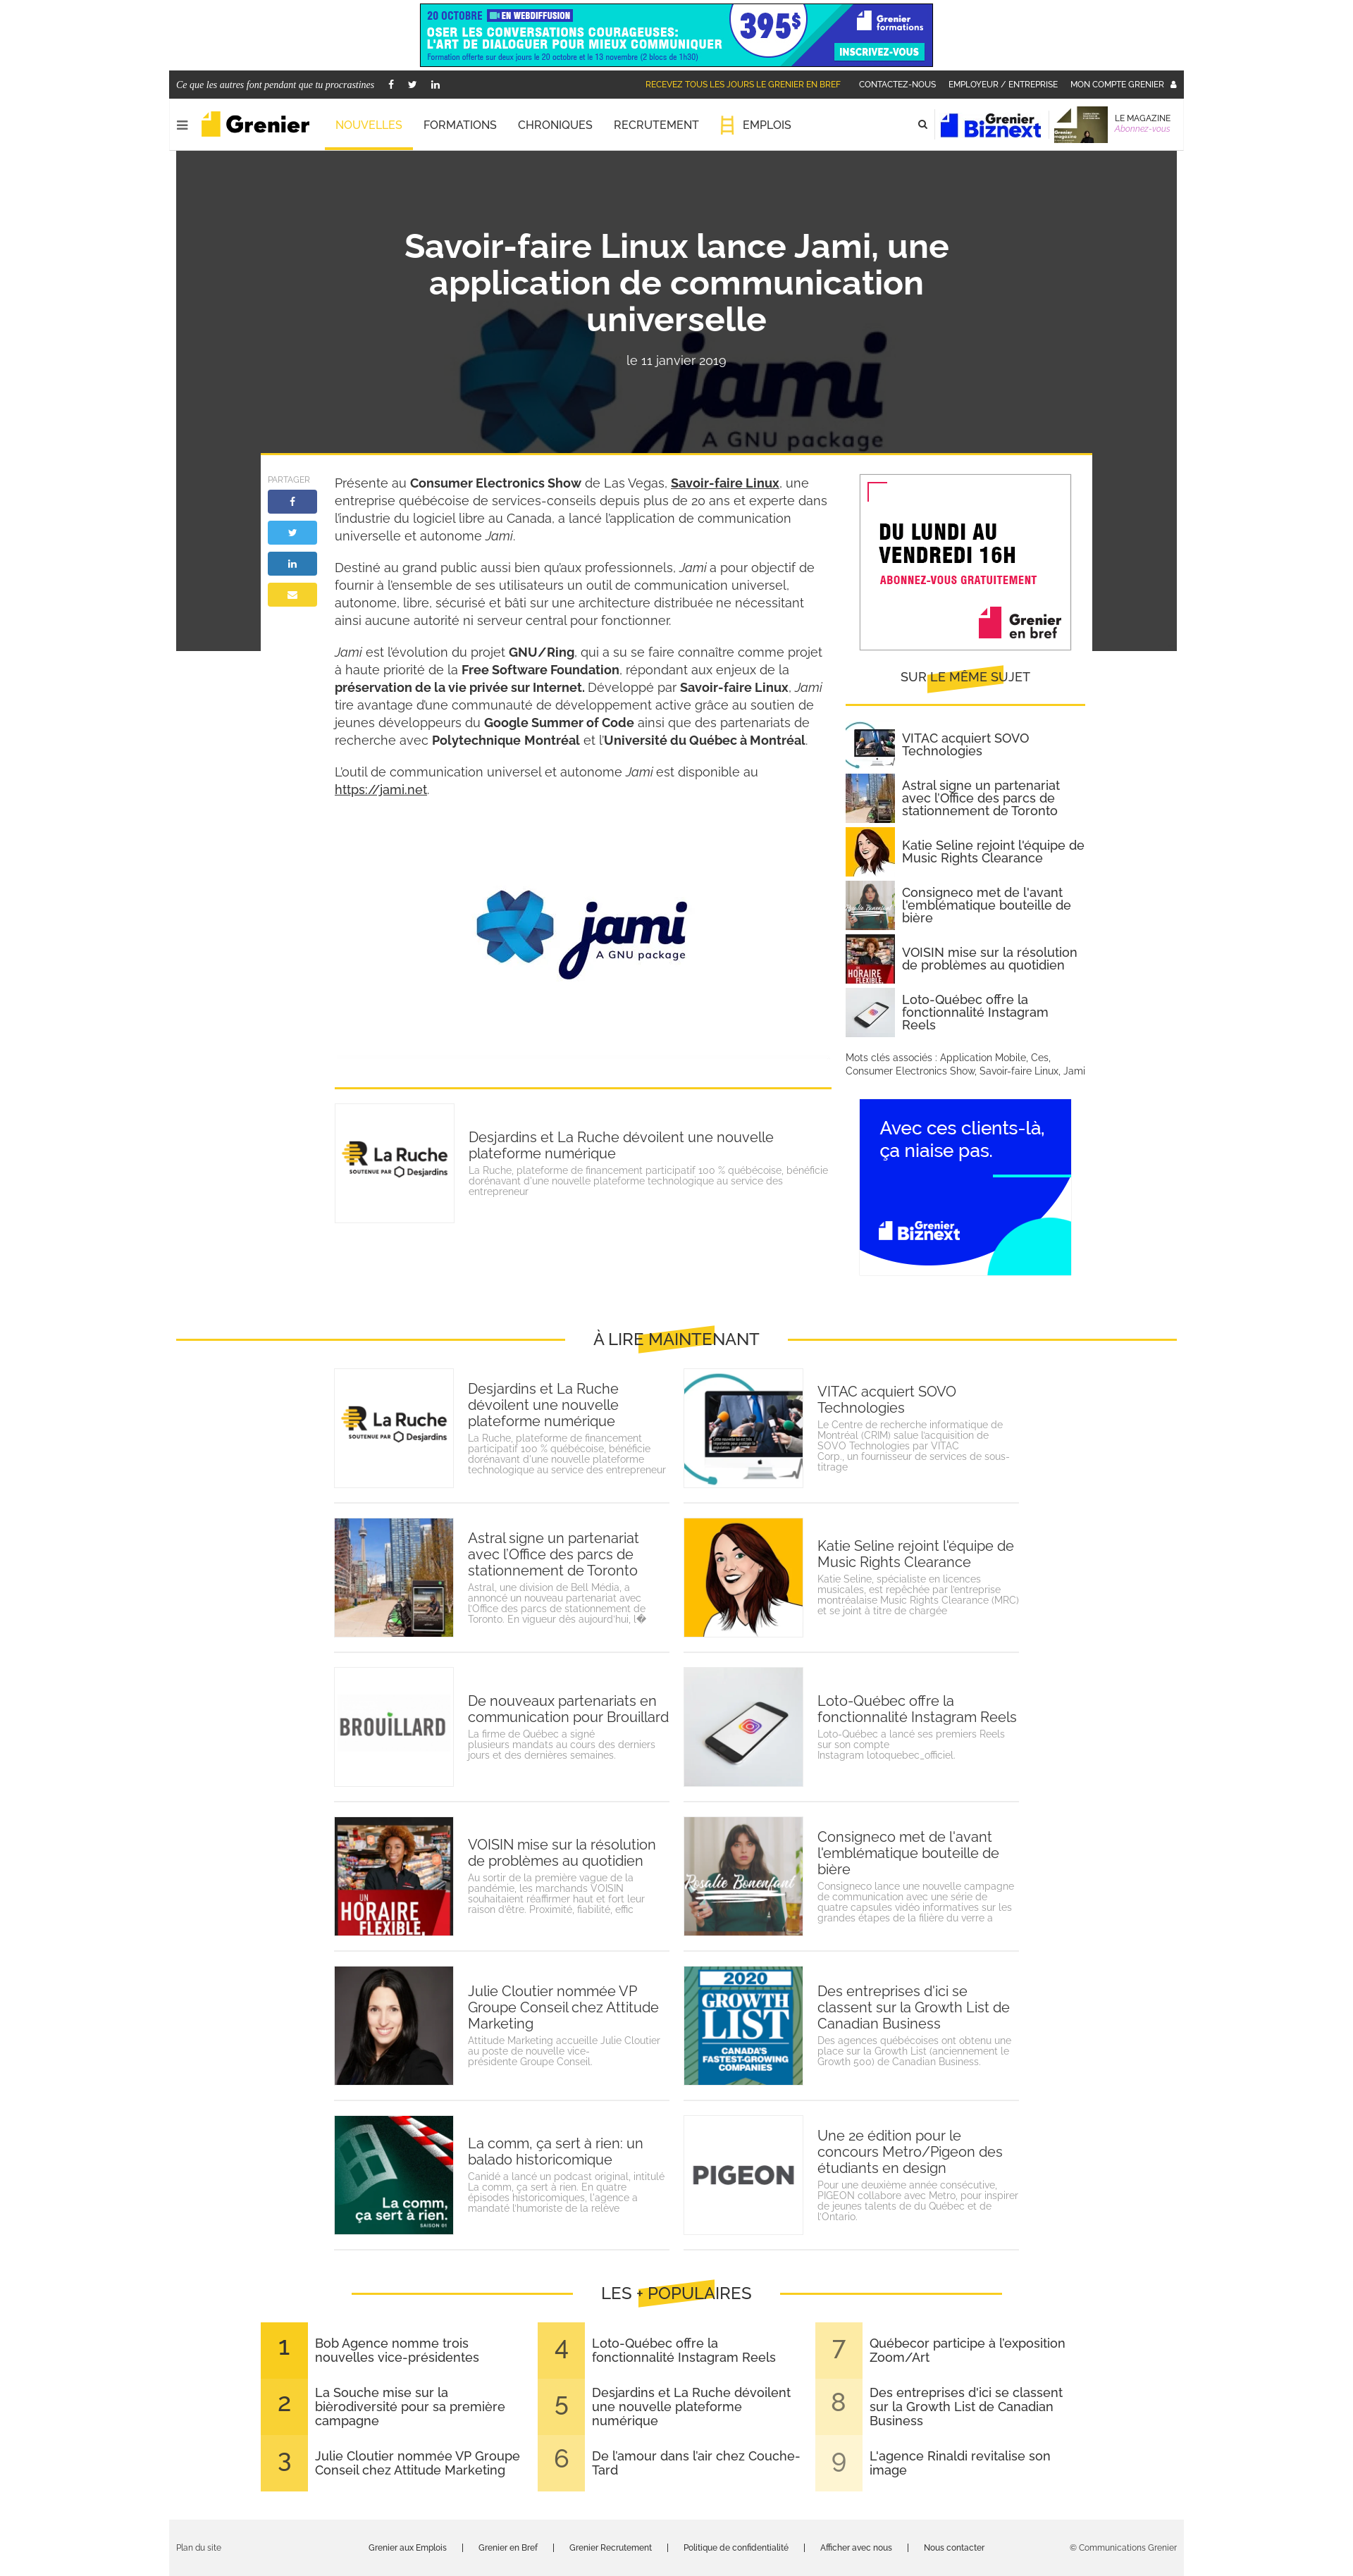 20 OCTOBRE EN WEBDIFFUSION
OSER LES CONVERSATIONS COURAGEUSES:
L'ART DE DIALOGUER POUR MIEUX COMMUNIQUER
Formation offerte sur deux jours le 20 octobre et le 13 novembre (2 blocs de 1h30)
395$
Grenier
formations
INSCRIVEZ-VOUS
Ce que les autres font pendant que tu procrastines
RECEVEZ TOUS LES JOURS LE GRENIER EN BREF CONTACTEZ-NOUS EMPLOYEUR / ENTREPRISE MON COMPTE GRENIER
Grenier NOUVELLES FORMATIONS CHRONIQUES RECRUTEMENT EMPLOIS
Grenier
Biznext
Grenier
magazine
LE MAGAZINE
Abonnez-vous
Savoir-faire Linux lance Jami, une
application de communication
universelle
le 11 janvier 2019
jami
A GNU package
PARTAGER
Présente au Consumer Electronics Show de Las Vegas, Savoir-faire Linux, une
entreprise québécoise de services-conseils depuis plus de 20 ans et experte dans
l'industrie du logiciel libre au Canada, a lancé l'application de communication
universelle et autonome Jami.
Destiné au grand public aussi bien qu'aux professionnels, Jami a pour objectif de
fournir à l'ensemble de ses utilisateurs un outil de communication universel,
autonome, libre, sécurisé et bâti sur une architecture distribuée ne nécessitant
ainsi aucune autorité ni serveur central pour fonctionner.
Jami est l'évolution du projet GNU/Ring, qui a su se faire connaître comme projet
à haute priorité de la Free Software Foundation, répondant aux enjeux de la
préservation de la vie privée sur Internet. Développé par Savoir-faire Linux, Jami
tire avantage d'une communauté de développement active grâce au soutien de
jeunes développeurs du Google Summer of Code ainsi que des partenariats de
recherche avec Polytechnique Montréal et l'Université du Québec à Montréal.
L'outil de communication universel et autonome Jami est disponible au
https://jami.net.
jami
A GNU package
La Ruche
SOUTENUE PAR Desjardins
Desjardins et La Ruche dévoilent une nouvelle
plateforme numérique
La Ruche, plateforme de financement participatif 100 % québécoise, bénéficie
dorénavant d'une nouvelle plateforme technologique au service des
entrepreneur
DU LUNDI AU
VENDREDI 16H
ABONNEZ-VOUS GRATUITEMENT
Grenier
en bref
SUR LE MÊME SUJET
VITAC acquiert SOVO
Technologies
Astral signe un partenariat
avec l'Office des parcs de
stationnement de Toronto
Katie Seline rejoint l'équipe de
Music Rights Clearance
Rosalie Bonenfant
Consigneco met de l'avant
l'emblématique bouteille de
bière
HORAIRE
FLEXIBLE,
VOISIN mise sur la résolution
de problèmes au quotidien
Loto-Québec offre la
fonctionnalité Instagram
Reels
Mots clés associés : Application Mobile, Ces,
Consumer Electronics Show, Savoir-faire Linux, Jami
Avec ces clients-là,
ça niaise pas.
Grenier
Biznext
À LIRE MAINTENANT
La Ruche
SOUTENUE PAR Desjardins
Desjardins et La Ruche
dévoilent une nouvelle
plateforme numérique
La Ruche, plateforme de financement
participatif 100 % québécoise, bénéficie
dorénavant d'une nouvelle plateforme
technologique au service des entrepreneur
VITAC acquiert SOVO
Technologies
Le Centre de recherche informatique de
Montréal (CRIM) salue l'acquisition de
SOVO Technologies par VITAC
Corp., un fournisseur de services de sous-
titrage
Astral signe un partenariat
avec l'Office des parcs de
stationnement de Toronto
Astral, une division de Bell Média, a
annoncé un nouveau partenariat avec
l'Office des parcs de stationnement de
Toronto. En vigueur dès aujourd'hui, l�
Katie Seline rejoint l'équipe de
Music Rights Clearance
Katie Seline, spécialiste en licences
musicales, est repêchée par l'entreprise
montréalaise Music Rights Clearance (MRC)
et se joint à titre de chargée
BROUILLARD
De nouveaux partenariats en
communication pour Brouillard
La firme de Québec a signé
plusieurs mandats au cours des derniers
jours et des dernières semaines.
Loto-Québec offre la
fonctionnalité Instagram Reels
Loto-Québec a lancé ses premiers Reels
sur son compte
Instagram lotoquebec_officiel.
UN
HORAIRE
FLEXIBLE,
VOISIN mise sur la résolution
de problèmes au quotidien
Au sortir de la première vague de la
pandémie, les marchands VOISIN
souhaitaient réaffirmer haut et fort leur
raison d'être. Proximité, fiabilité, effic
Rosalie Bonenfant
Consigneco met de l'avant
l'emblématique bouteille de
bière
Consigneco lance une nouvelle campagne
de communication avec une série de
quatre capsules vidéo informatives sur les
grandes étapes de la filière du verre a
Julie Cloutier nommée VP
Groupe Conseil chez Attitude
Marketing
Attitude Marketing accueille Julie Cloutier
au poste de nouvelle vice-
présidente Groupe Conseil.
2020
GROWTH
LIST
CANADA'S
FASTEST-GROWING
COMPANIES
Des entreprises d'ici se
classent sur la Growth List de
Canadian Business
Des agences québécoises ont obtenu une
place sur la Growth List (anciennement le
Growth 500) de Canadian Business.
La comm,
ça sert à rien.
SAISON 01
La comm, ça sert à rien: un
balado historicomique
Canidé a lancé un podcast original, intitulé
La comm, ça sert à rien. En quatre
épisodes historicomiques, l'agence a
mandaté l'humoriste de la relève
PIGEON
Une 2e édition pour le
concours Metro/Pigeon des
étudiants en design
Pour une deuxième année consécutive,
PIGEON collabore avec Metro, pour inspirer
de jeunes talents de du Québec et de
l'Ontario.
LES + POPULAIRES
1 Bob Agence nomme trois
nouvelles vice-présidentes
2 La Souche mise sur la
bièrodiversité pour sa première
campagne
3 Julie Cloutier nommée VP Groupe
Conseil chez Attitude Marketing
4 Loto-Québec offre la
fonctionnalité Instagram Reels
5 Desjardins et La Ruche dévoilent
une nouvelle plateforme
numérique
6 De l'amour dans l'air chez Couche-
Tard
7 Québecor participe à l'exposition
Zoom/Art
8 Des entreprises d'ici se classent
sur la Growth List de Canadian
Business
9 L'agence Rinaldi revitalise son
image
Plan du site Grenier aux Emplois | Grenier en Bref | Grenier Recrutement | Politique de confidentialité | Afficher avec nous | Nous contacter © Communications Grenier